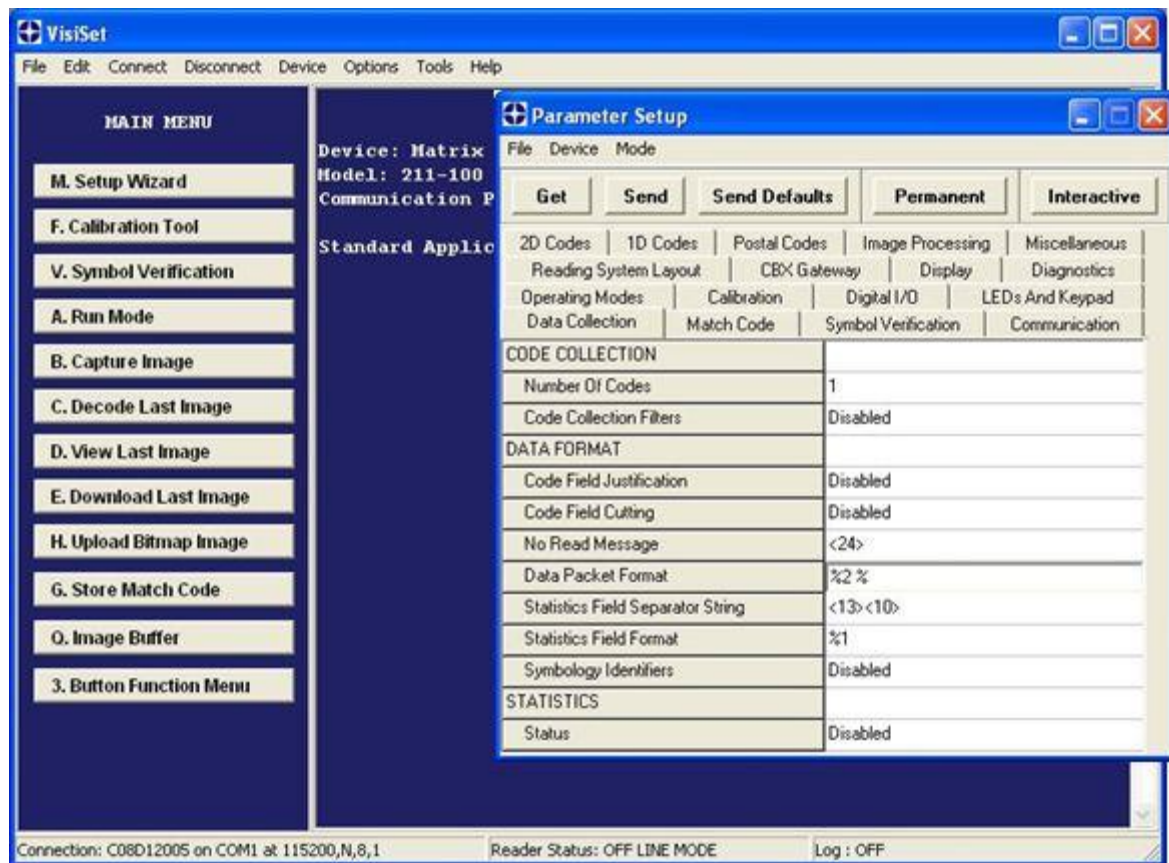 VisiSet
File Edit Connect Disconnect Device Options Tools Help
MAIN MENU
M. Setup Wizard
F. Calibration Tool
V. Symbol Verification
A. Run Mode
B. Capture Image
C. Decode Last Image
D. View Last Image
E. Download Last Image
H. Upload Bitmap Image
G. Store Match Code
Q. Image Buffer
3. Button Function Menu
Device: Matrix
Model: 211-100
Communication P
Standard Applic
Parameter Setup
File Device Mode
Get Send Send Defaults Permanent Interactive
2D Codes 1D Codes Postal Codes Image Processing Miscellaneous
Reading System Layout CBX Gateway Display Diagnostics
Operating Modes Calibration Digital I/O LEDs And Keypad
Data Collection Match Code Symbol Verification Communication
CODE COLLECTION
Number Of Codes 1
Code Collection Filters Disabled
DATA FORMAT
Code Field Justification Disabled
Code Field Cutting Disabled
No Read Message <24>
Data Packet Format %2 %
Statistics Field Separator String <13><10>
Statistics Field Format %1
Symbology Identifiers Disabled
STATISTICS
Status Disabled
Connection: C08D12005 on COM1 at 115200,N,8,1 Reader Status: OFF LINE MODE Log : OFF